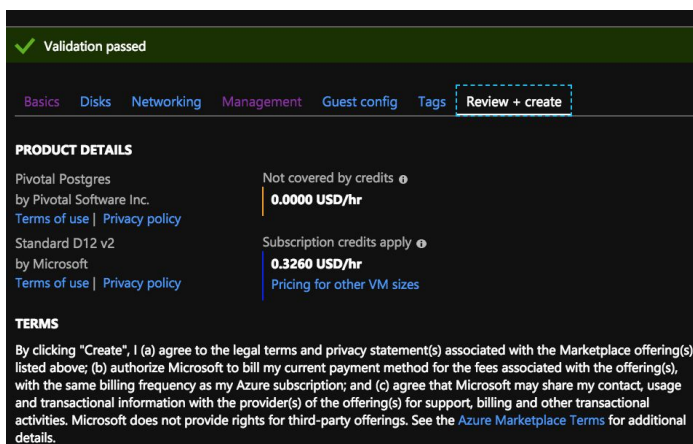 Validation passed
Basics Disks Networking Management Guest config Tags Review + create
PRODUCT DETAILS
Pivotal Postgres
by Pivotal Software Inc.
Terms of use | Privacy policy
Not covered by credits
0.0000 USD/hr
Standard D12 v2
by Microsoft
Terms of use | Privacy policy
Subscription credits apply
0.3260 USD/hr
Pricing for other VM sizes
TERMS
By clicking "Create", I (a) agree to the legal terms and privacy statement(s) associated with the Marketplace offering(s)
listed above; (b) authorize Microsoft to bill my current payment method for the fees associated with the offering(s),
with the same billing frequency as my Azure subscription; and (c) agree that Microsoft may share my contact, usage
and transactional information with the provider(s) of the offering(s) for support, billing and other transactional
activities. Microsoft does not provide rights for third-party offerings. See the Azure Marketplace Terms for additional
details.